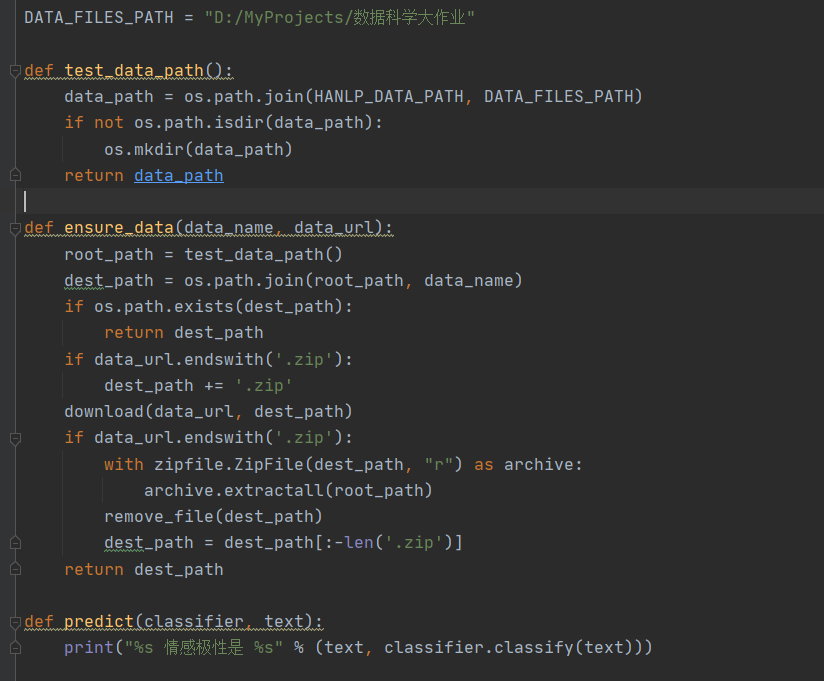 DATA_FILES_PATH = "D:/MyProjects/数据科学大作业"
def test_data_path():
    data_path = os.path.join(HANLP_DATA_PATH, DATA_FILES_PATH)
    if not os.path.isdir(data_path):
        os.mkdir(data_path)
    return data_path
def ensure_data(data_name, data_url):
    root_path = test_data_path()
    dest_path = os.path.join(root_path, data_name)
    if os.path.exists(dest_path):
        return dest_path
    if data_url.endswith('.zip'):
        dest_path += '.zip'
    download(data_url, dest_path)
    if data_url.endswith('.zip'):
        with zipfile.ZipFile(dest_path, "r") as archive:
            archive.extractall(root_path)
        remove_file(dest_path)
        dest_path = dest_path[:-len('.zip')]
    return dest_path
def predict(classifier, text):
    print("%s 情感极性是 %s" % (text, classifier.classify(text)))